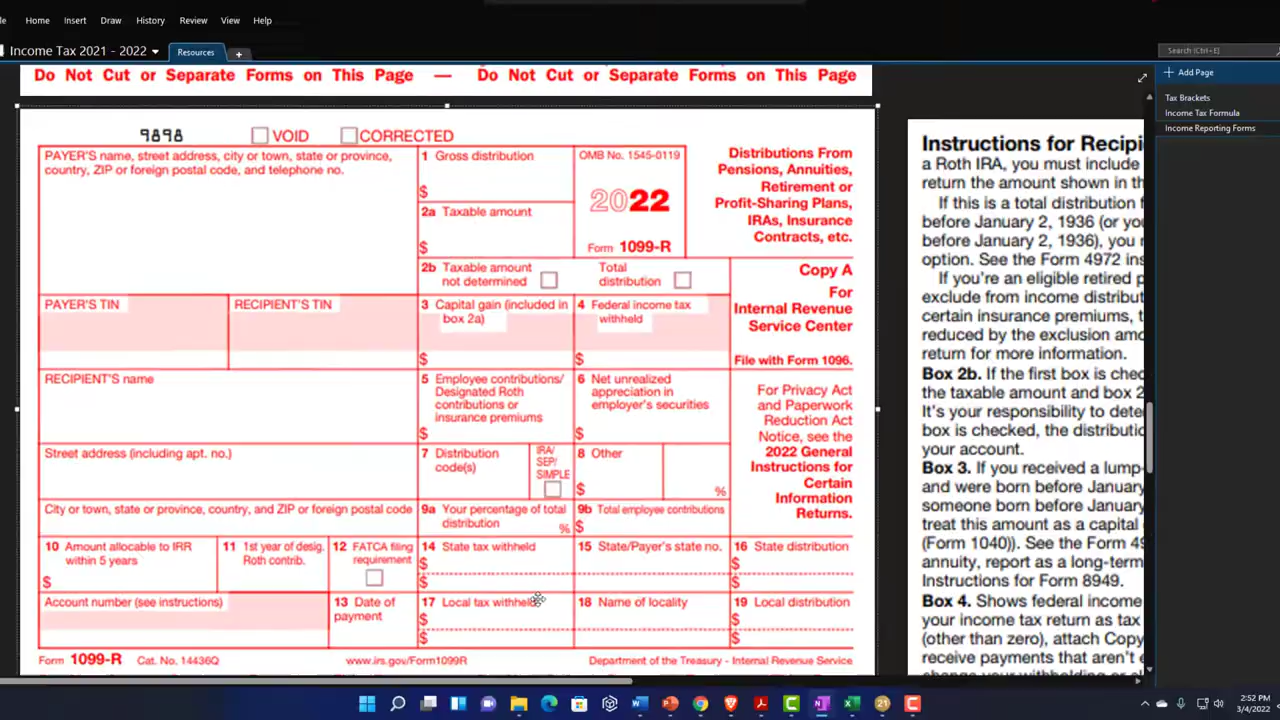 Home Insert Draw History Review View Help
Income Tax 2021 - 2022 Resources
Search (Ctrl+E)
Add Page
Tax Brackets
Income Tax Formula
Income Reporting Forms
Do Not Cut or Separate Forms on This Page — Do Not Cut or Separate Forms on This Page
9898 VOID CORRECTED
PAYER'S name, street address, city or town, state or province,
country, ZIP or foreign postal code, and telephone no.
1 Gross distribution
$
2a Taxable amount
$
OMB No. 1545-0119
2022
Form 1099-R
Distributions From
Pensions, Annuities,
Retirement or
Profit-Sharing Plans,
IRAs, Insurance
Contracts, etc.
2b Taxable amount
not determined
Total
distribution
Copy A
For
Internal Revenue
Service Center
File with Form 1096.
PAYER'S TIN
RECIPIENT'S TIN
3 Capital gain (included in
box 2a)
$
4 Federal income tax
withheld
$
RECIPIENT'S name
5 Employee contributions/
Designated Roth
contributions or
insurance premiums
$
6 Net unrealized
appreciation in
employer's securities
$
For Privacy Act
and Paperwork
Reduction Act
Notice, see the
2022 General
Instructions for
Certain
Information
Returns.
Street address (including apt. no.)
7 Distribution
code(s)
IRA/
SEP/
SIMPLE
8 Other
$
%
City or town, state or province, country, and ZIP or foreign postal code
9a Your percentage of total
distribution
%
9b Total employee contributions
$
10 Amount allocable to IRR
within 5 years
$
11 1st year of desig.
Roth contrib.
12 FATCA filing
requirement
14 State tax withheld
$
$
15 State/Payer's state no.
16 State distribution
$
$
Account number (see instructions)
13 Date of
payment
17 Local tax withheld
$
$
18 Name of locality
19 Local distribution
$
$
Form 1099-R Cat. No. 14436Q www.irs.gov/Form1099R Department of the Treasury - Internal Revenue Service
Instructions for Recipi
a Roth IRA, you must include
return the amount shown in th
If this is a total distribution f
before January 2, 1936 (or you
before January 2, 1936), you
option. See the Form 4972 ins
If you're an eligible retired p
exclude from income distribut
certain insurance premiums, t
reduced by the exclusion amo
return for more information.
Box 2b. If the first box is chec
the taxable amount and box 2
It's your responsibility to dete
box is checked, the distributio
your account.
Box 3. If you received a lump-
and were born before January
someone born before January
treat this amount as a capital
(Form 1040)). See the Form 49
annuity, report as a long-term
Instructions for Form 8949.
Box 4. Shows federal income
your income tax return as tax
(other than zero), attach Copy
receive payments that aren't e
2:52 PM
3/4/2022